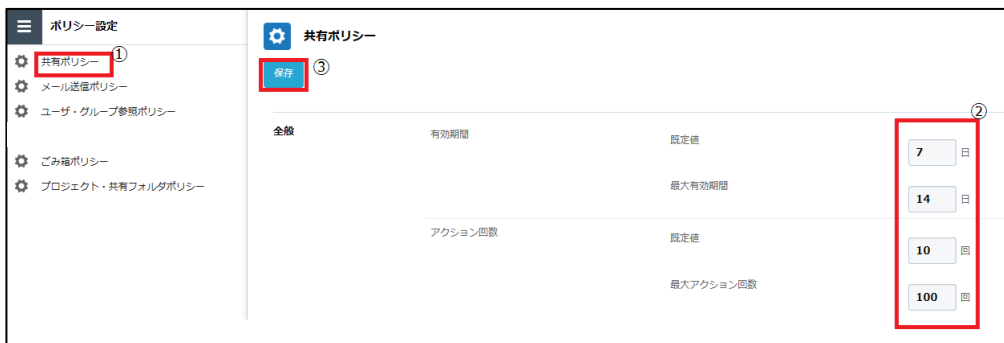 ポリシー設定
共有ポリシー
①
メール送信ポリシー
ユーザ・グループ参照ポリシー
ごみ箱ポリシー
プロジェクト・共有フォルダポリシー
共有ポリシー
保存
③
②
全般
有効期間
既定値
7 日
最大有効期間
14 日
アクション回数
既定値
10 回
最大アクション回数
100 回